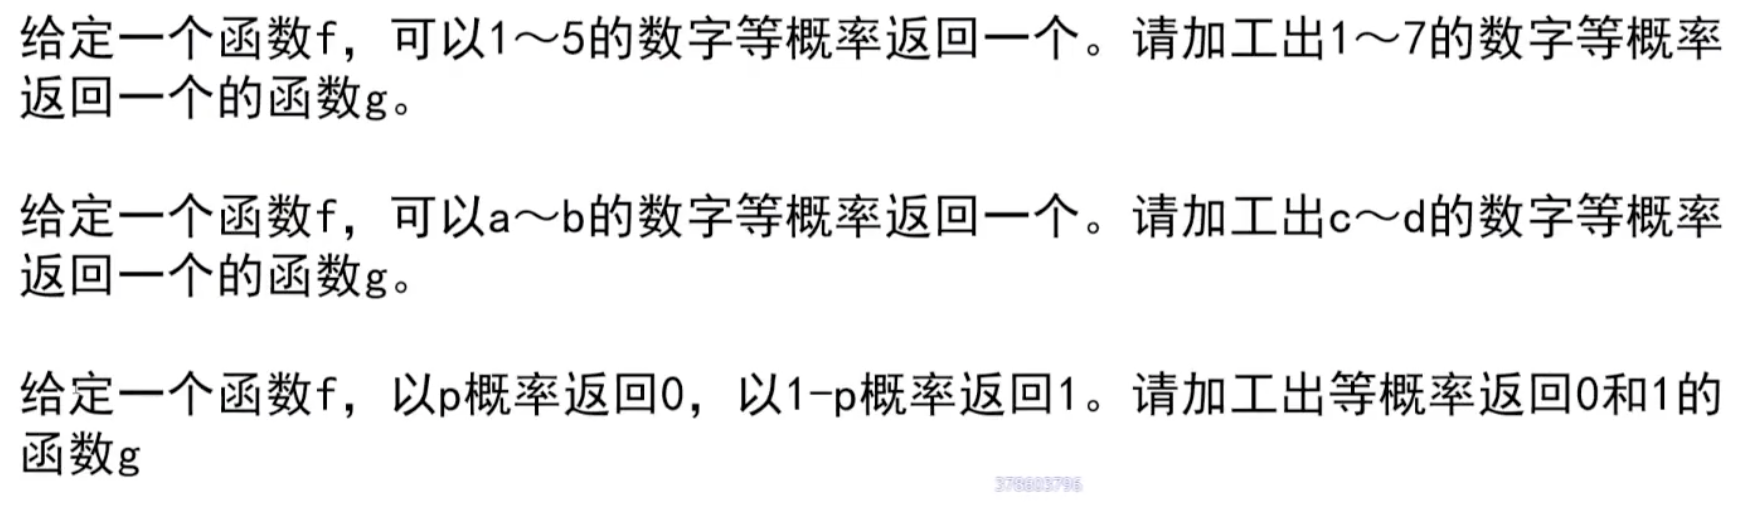 给定一个函数f，可以1～5的数字等概率返回一个。请加工出1～7的数字等概率
返回一个的函数g。
给定一个函数f，可以a～b的数字等概率返回一个。请加工出c～d的数字等概率
返回一个的函数g。
给定一个函数f，以p概率返回0，以1-p概率返回1。请加工出等概率返回0和1的
函数g